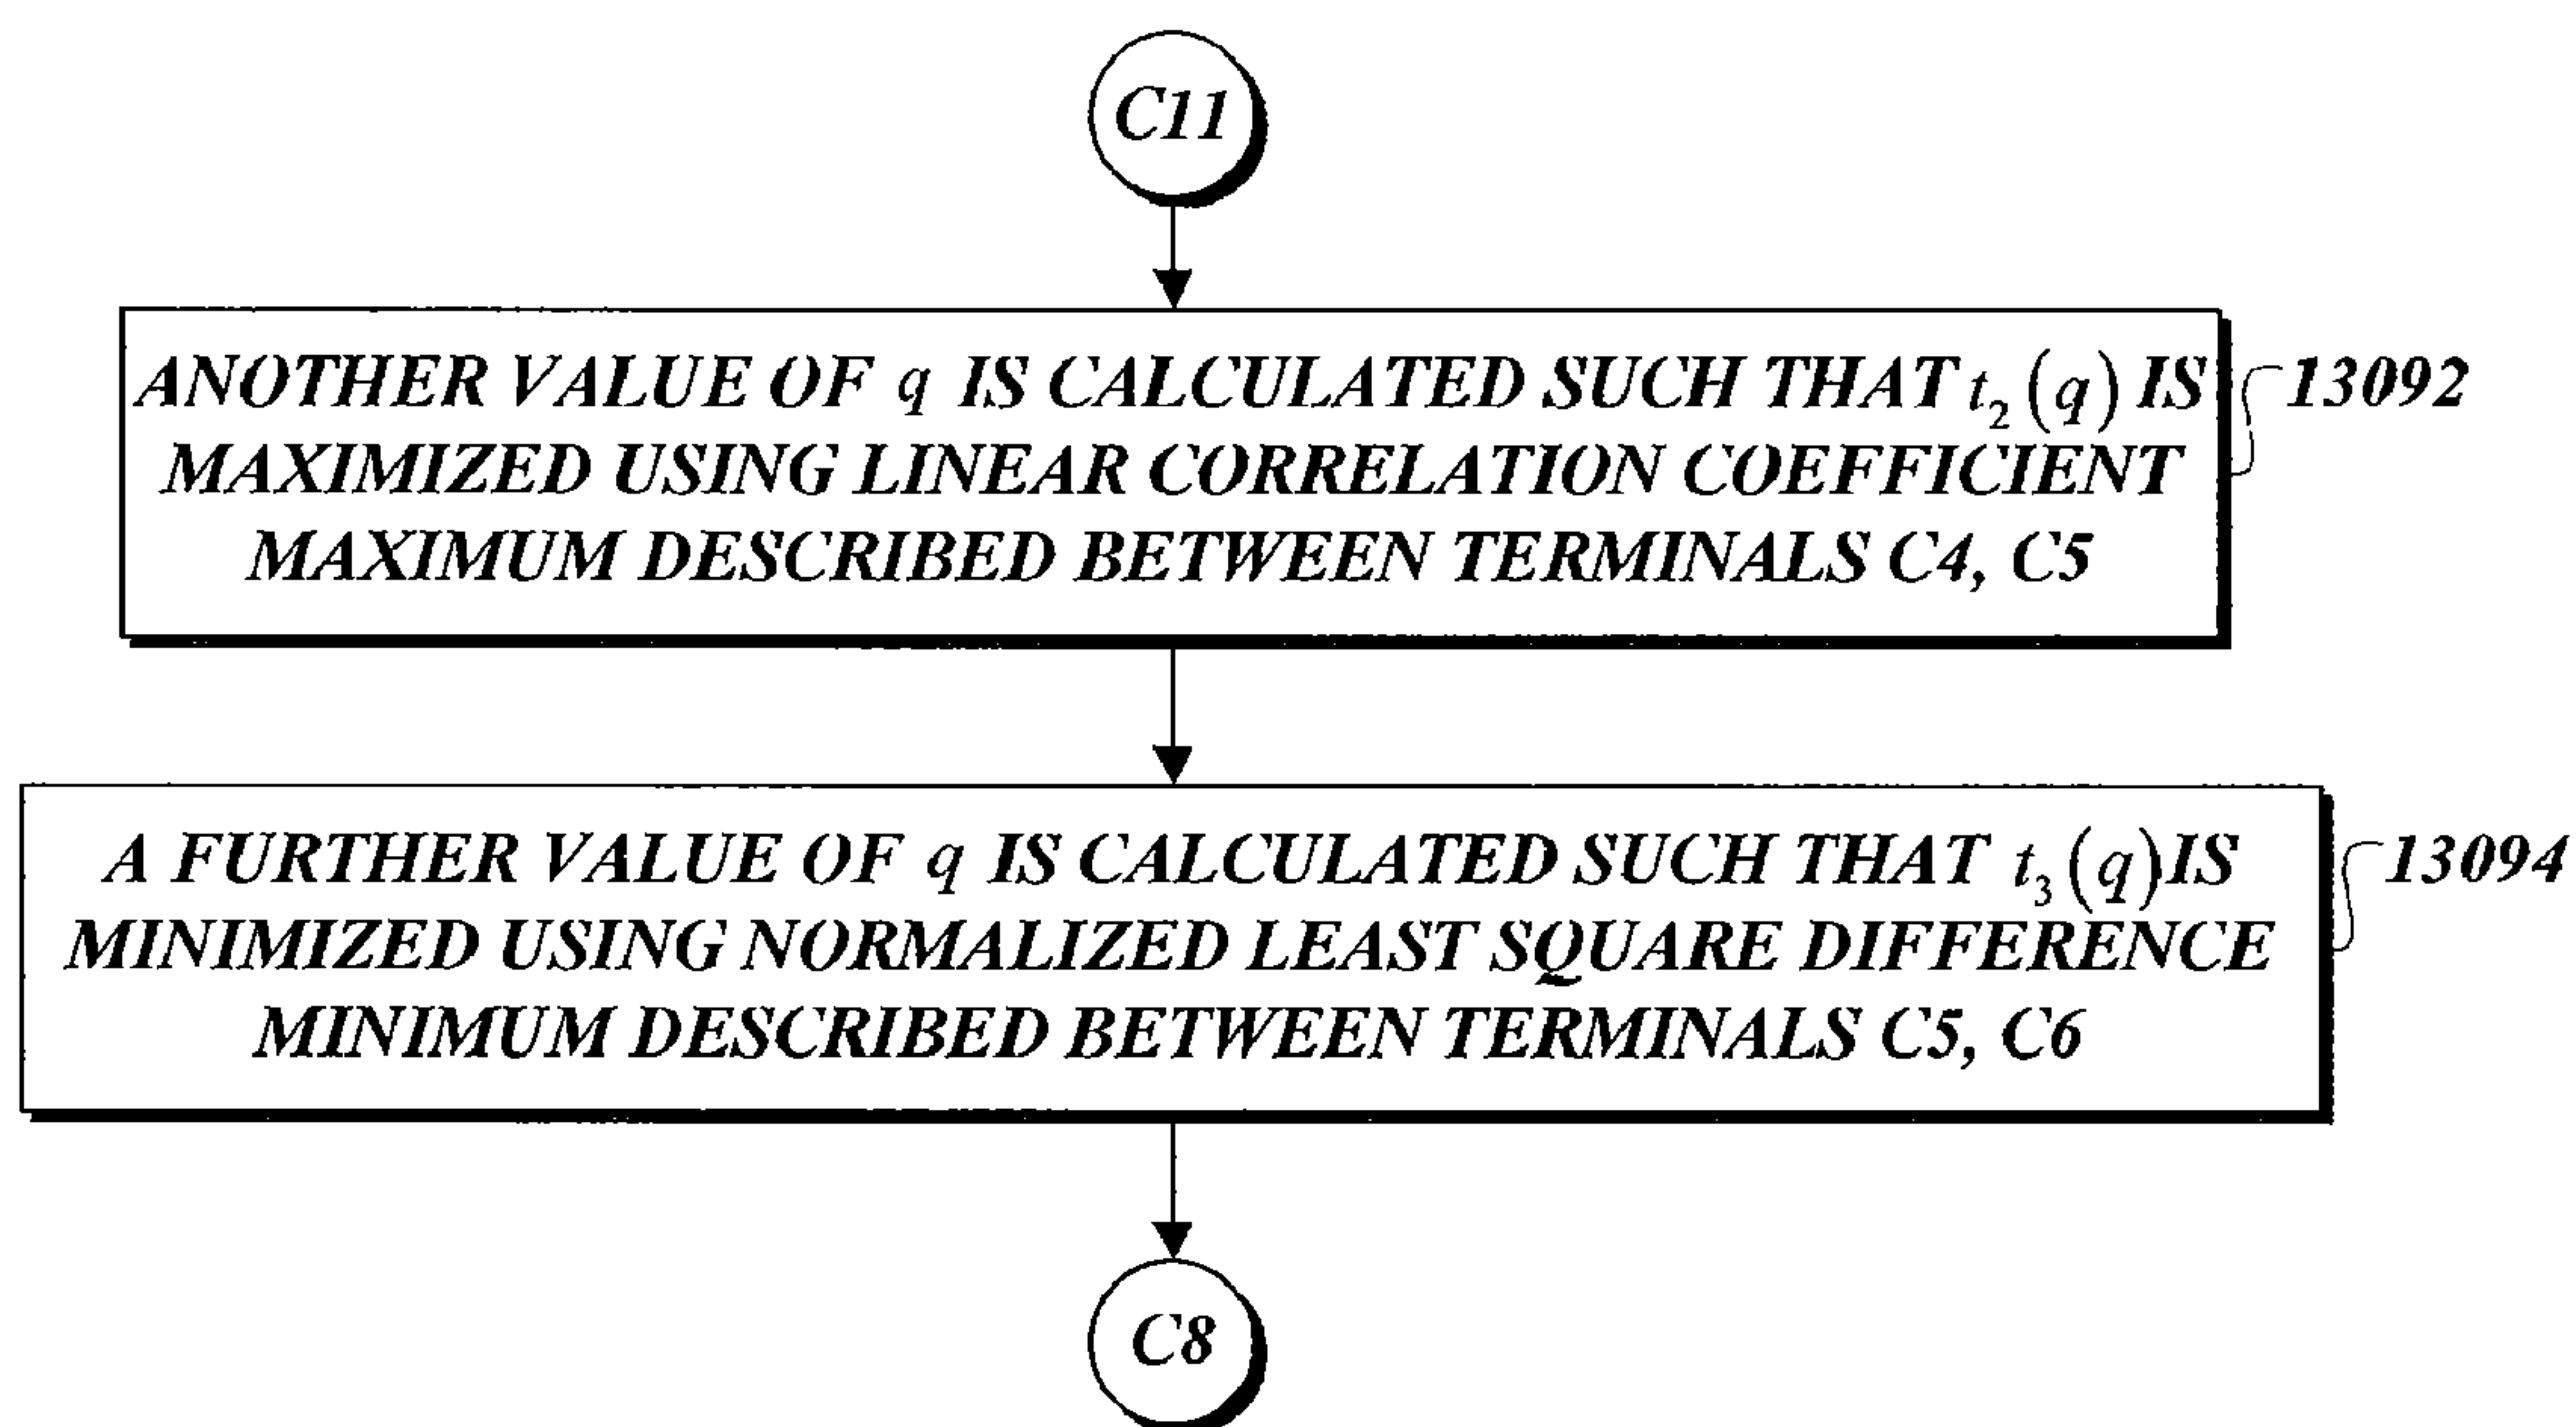 C11
ANOTHER VALUE OF q IS CALCULATED SUCH THAT t₂(q) IS
MAXIMIZED USING LINEAR CORRELATION COEFFICIENT
MAXIMUM DESCRIBED BETWEEN TERMINALS C4, C5
13092
A FURTHER VALUE OF q IS CALCULATED SUCH THAT t₃(q) IS
MINIMIZED USING NORMALIZED LEAST SQUARE DIFFERENCE
MINIMUM DESCRIBED BETWEEN TERMINALS C5, C6
13094
C8